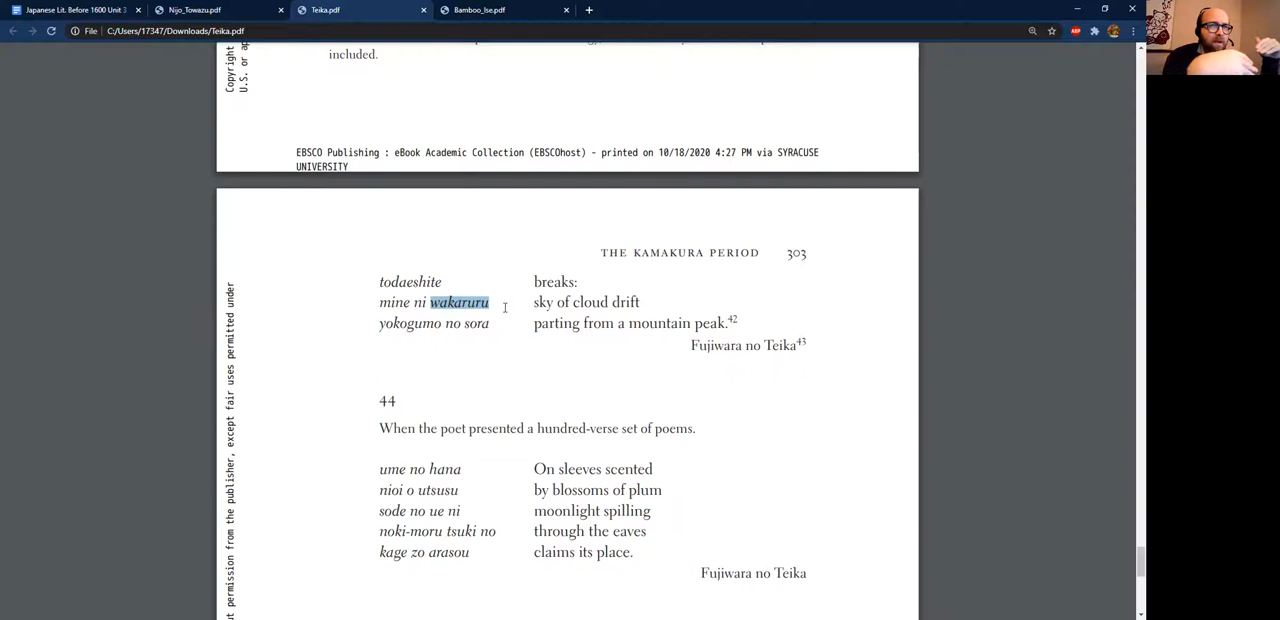 Japanese Lit. Before 1600 Unit 3
Nijo_Towazu.pdf
Teika.pdf
Bamboo_Ise.pdf
File
C:/Users/17347/Downloads/Teika.pdf
ABP
included.
Copyright
U.S. or ap
EBSCO Publishing : eBook Academic Collection (EBSCOhost) - printed on 10/18/2020 4:27 PM via SYRACUSE
UNIVERSITY
THE KAMAKURA PERIOD 303
todaeshite breaks:
mine ni wakaruru sky of cloud drift
yokogumo no sora parting from a mountain peak.42
Fujiwara no Teika43
44
When the poet presented a hundred-verse set of poems.
ume no hana On sleeves scented
nioi o utsusu by blossoms of plum
sode no ue ni moonlight spilling
noki-moru tsuki no through the eaves
kage zo arasou claims its place.
Fujiwara no Teika
ut permission from the publisher, except fair uses permitted under